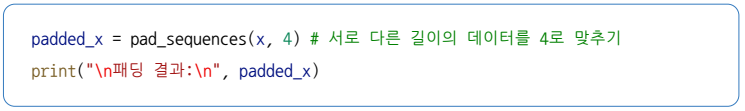 padded_x = pad_sequences(x, 4) # 서로 다른 길이의 데이터를 4로 맞추기
print("\n패딩 결과:\n", padded_x)